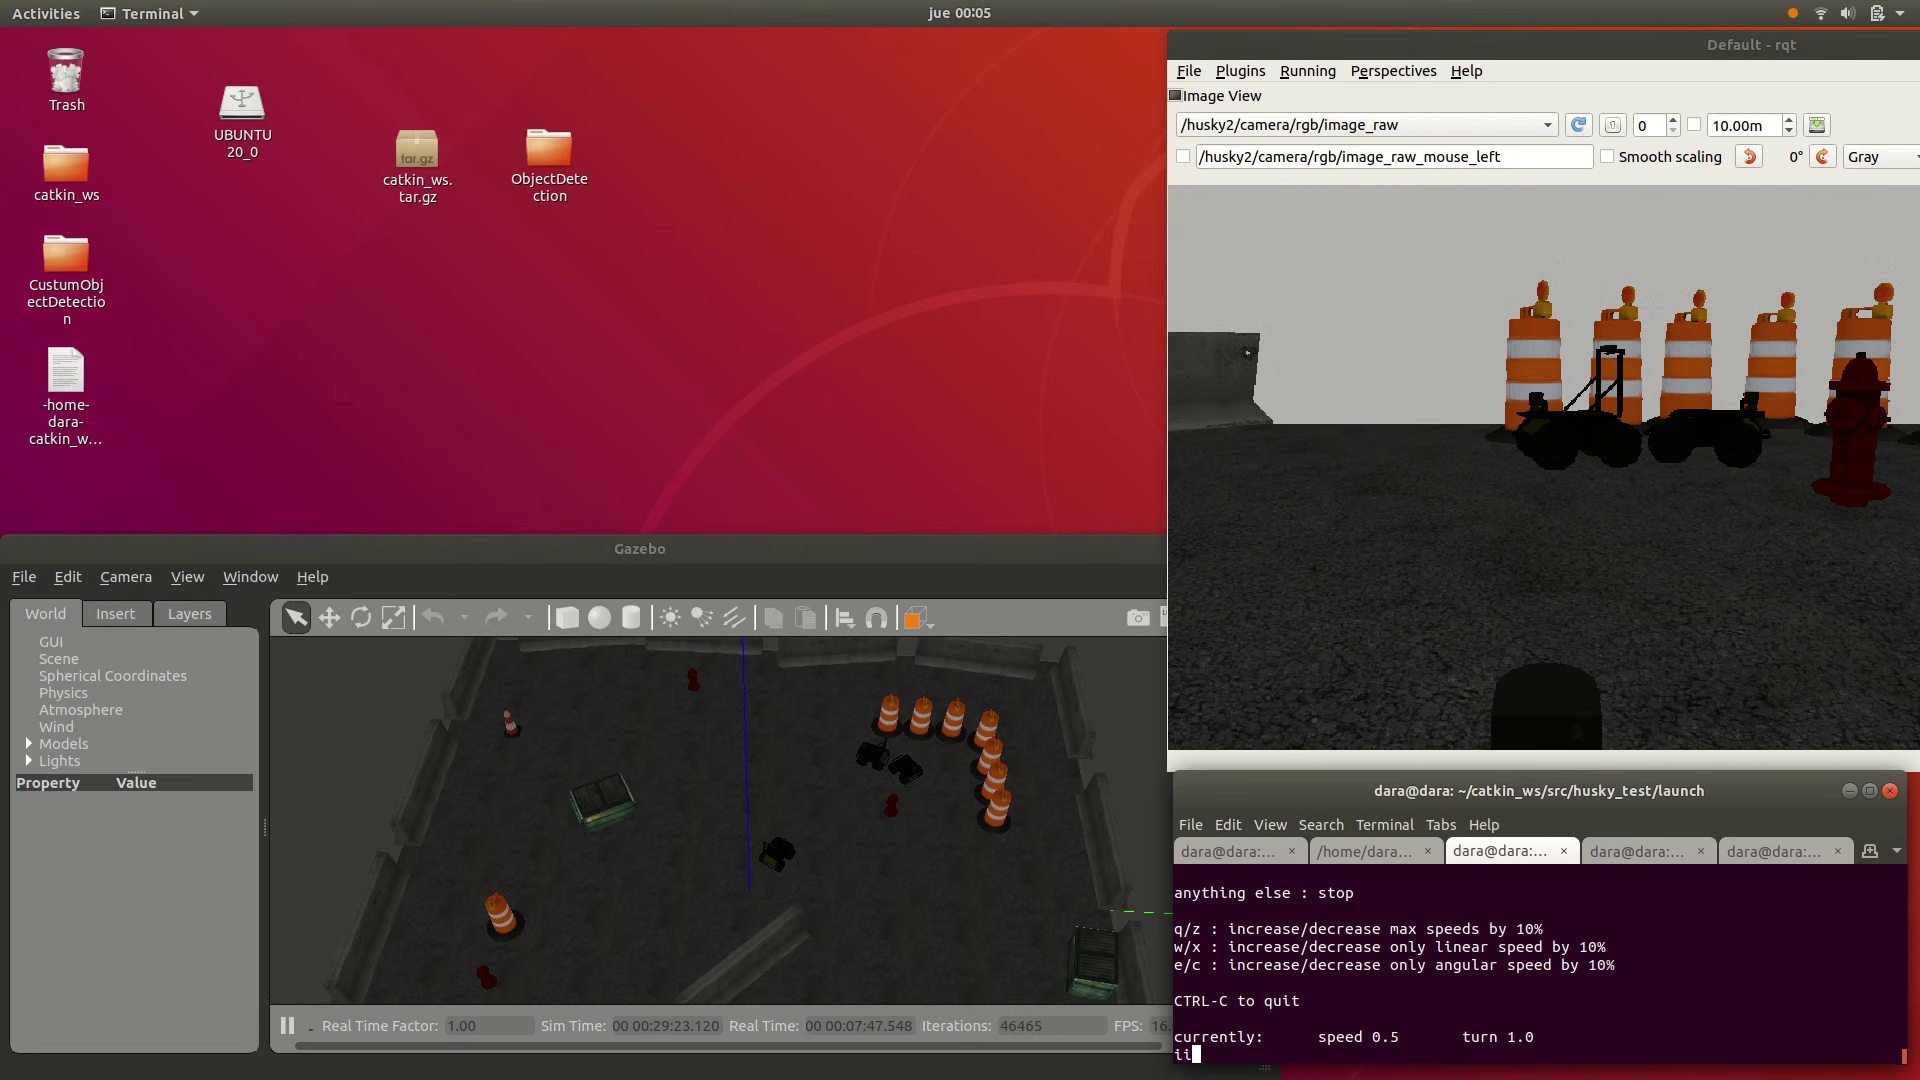 Activities
Terminal
jue 00:05
Trash
UBUNTU
20_0
catkin_ws
catkin_ws.
tar.gz
ObjectDete
ction
CustumObj
ectDetectio
n
-home-
dara-
catkin_w...
tar.gz
Default - rqt
File Plugins Running Perspectives Help
Image View
/husky2/camera/rgb/image_raw 0 10.00m
/husky2/camera/rgb/image_raw_mouse_left Smooth scaling 0° Gray
Gazebo
File Edit Camera View Window Help
World Insert Layers
GUI
Scene
Spherical Coordinates
Physics
Atmosphere
Wind
Models
Lights
Property Value
Real Time Factor: 1.00 Sim Time: 00 00:29:23.120 Real Time: 00 00:07:47.548 Iterations: 46465 FPS: 16.
dara@dara: ~/catkin_ws/src/husky_test/launch
File Edit View Search Terminal Tabs Help
dara@dara:... × /home/dara... × dara@dara:... × dara@dara:... × dara@dara:... ×
anything else : stop
q/z : increase/decrease max speeds by 10%
w/x : increase/decrease only linear speed by 10%
e/c : increase/decrease only angular speed by 10%
CTRL-C to quit
currently: speed 0.5 turn 1.0
ii